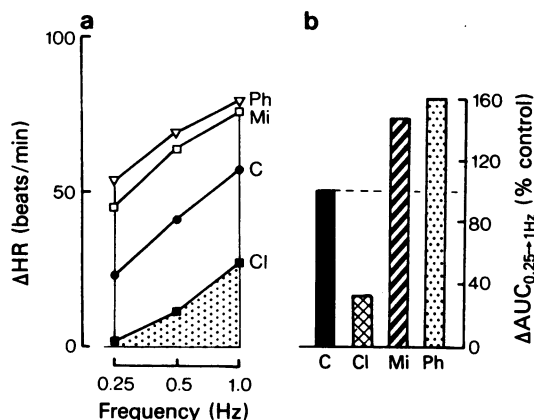 a
100
50
0
ΔHR (beats/min)
Ph
Mi
C
Cl
0.25 0.5 1.0
Frequency (Hz)
b
160
120
80
40
0
ΔAUC0.25→1Hz (% control)
C Cl Mi Ph